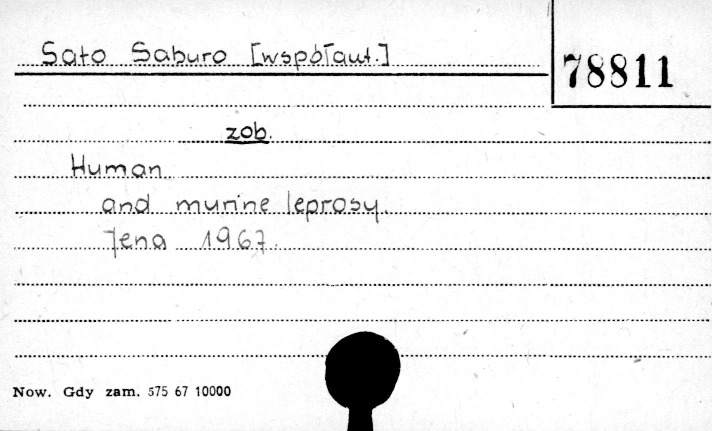 Sato Saburo [współaut.]
78811
zob.
Human
and murine leprosy.
Jena 1967.
Now. Gdy zam. 575 67 10000